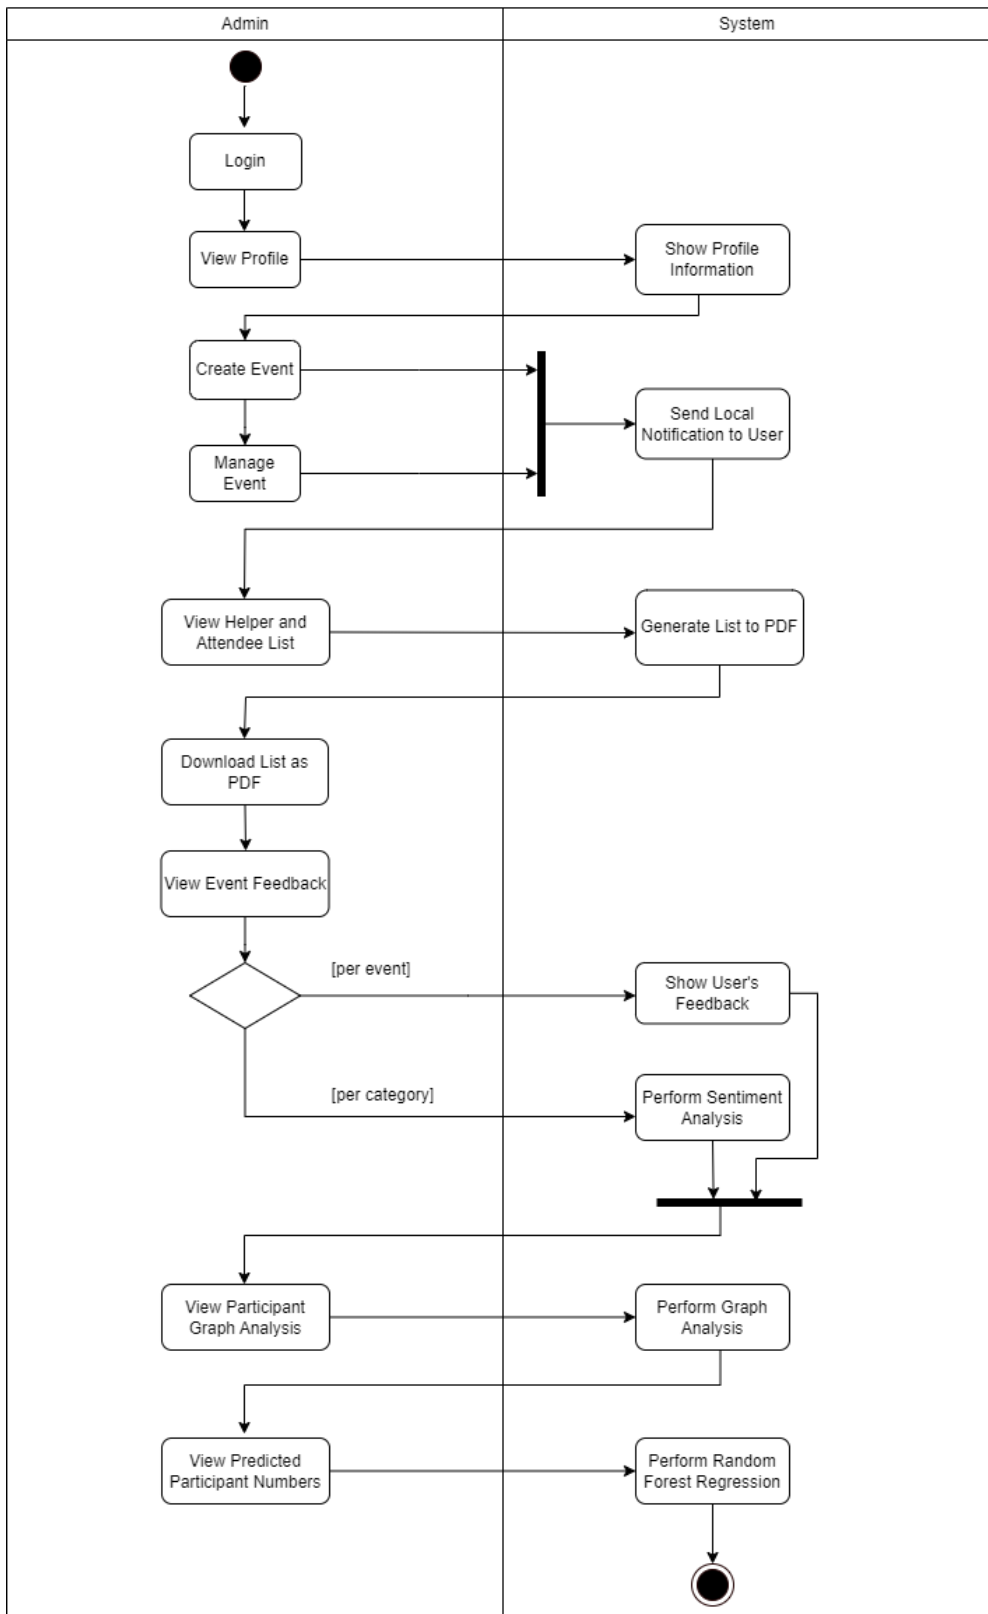 Admin
System
Login
View Profile
Show Profile
Information
Create Event
Send Local
Notification to User
Manage
Event
View Helper and
Attendee List
Generate List to PDF
Download List as
PDF
View Event Feedback
[per event]
Show User's
Feedback
[per category]
Perform Sentiment
Analysis
View Participant
Graph Analysis
Perform Graph
Analysis
View Predicted
Participant Numbers
Perform Random
Forest Regression